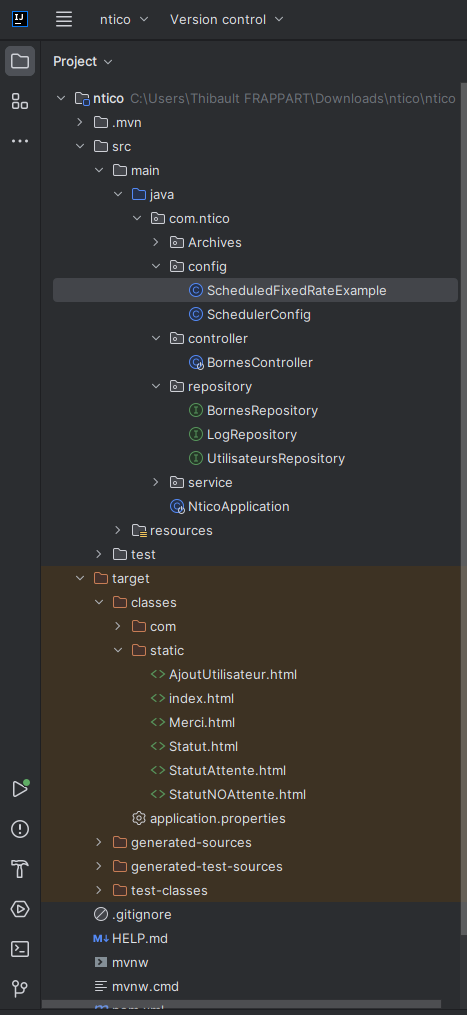 IJ ntico Version control
Project
ntico C:\Users\Thibault FRAPPART\Downloads\ntico\ntico
.mvn
src
main
java
com.ntico
Archives
config
ScheduledFixedRateExample
SchedulerConfig
controller
BornesController
repository
BornesRepository
LogRepository
UtilisateursRepository
service
NticoApplication
resources
test
target
classes
com
static
AjoutUtilisateur.html
index.html
Merci.html
Statut.html
StatutAttente.html
StatutNOAttente.html
application.properties
generated-sources
generated-test-sources
test-classes
.gitignore
M↓ HELP.md
mvnw
mvnw.cmd
pom.xml